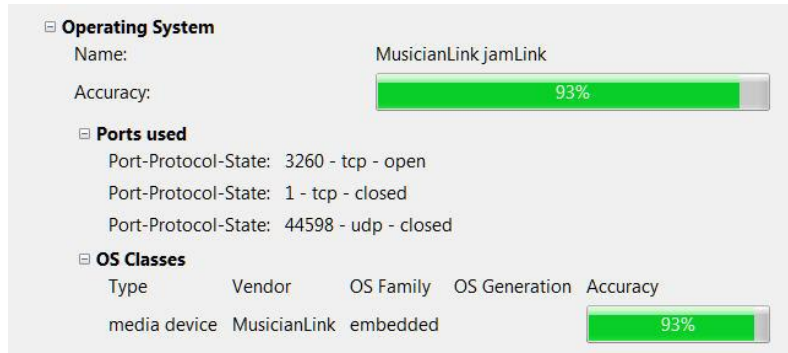 Operating System
Name: MusicianLink jamLink
Accuracy: 93%
Ports used
Port-Protocol-State: 3260 - tcp - open
Port-Protocol-State: 1 - tcp - closed
Port-Protocol-State: 44598 - udp - closed
OS Classes
Type Vendor OS Family OS Generation Accuracy
media device MusicianLink embedded 93%